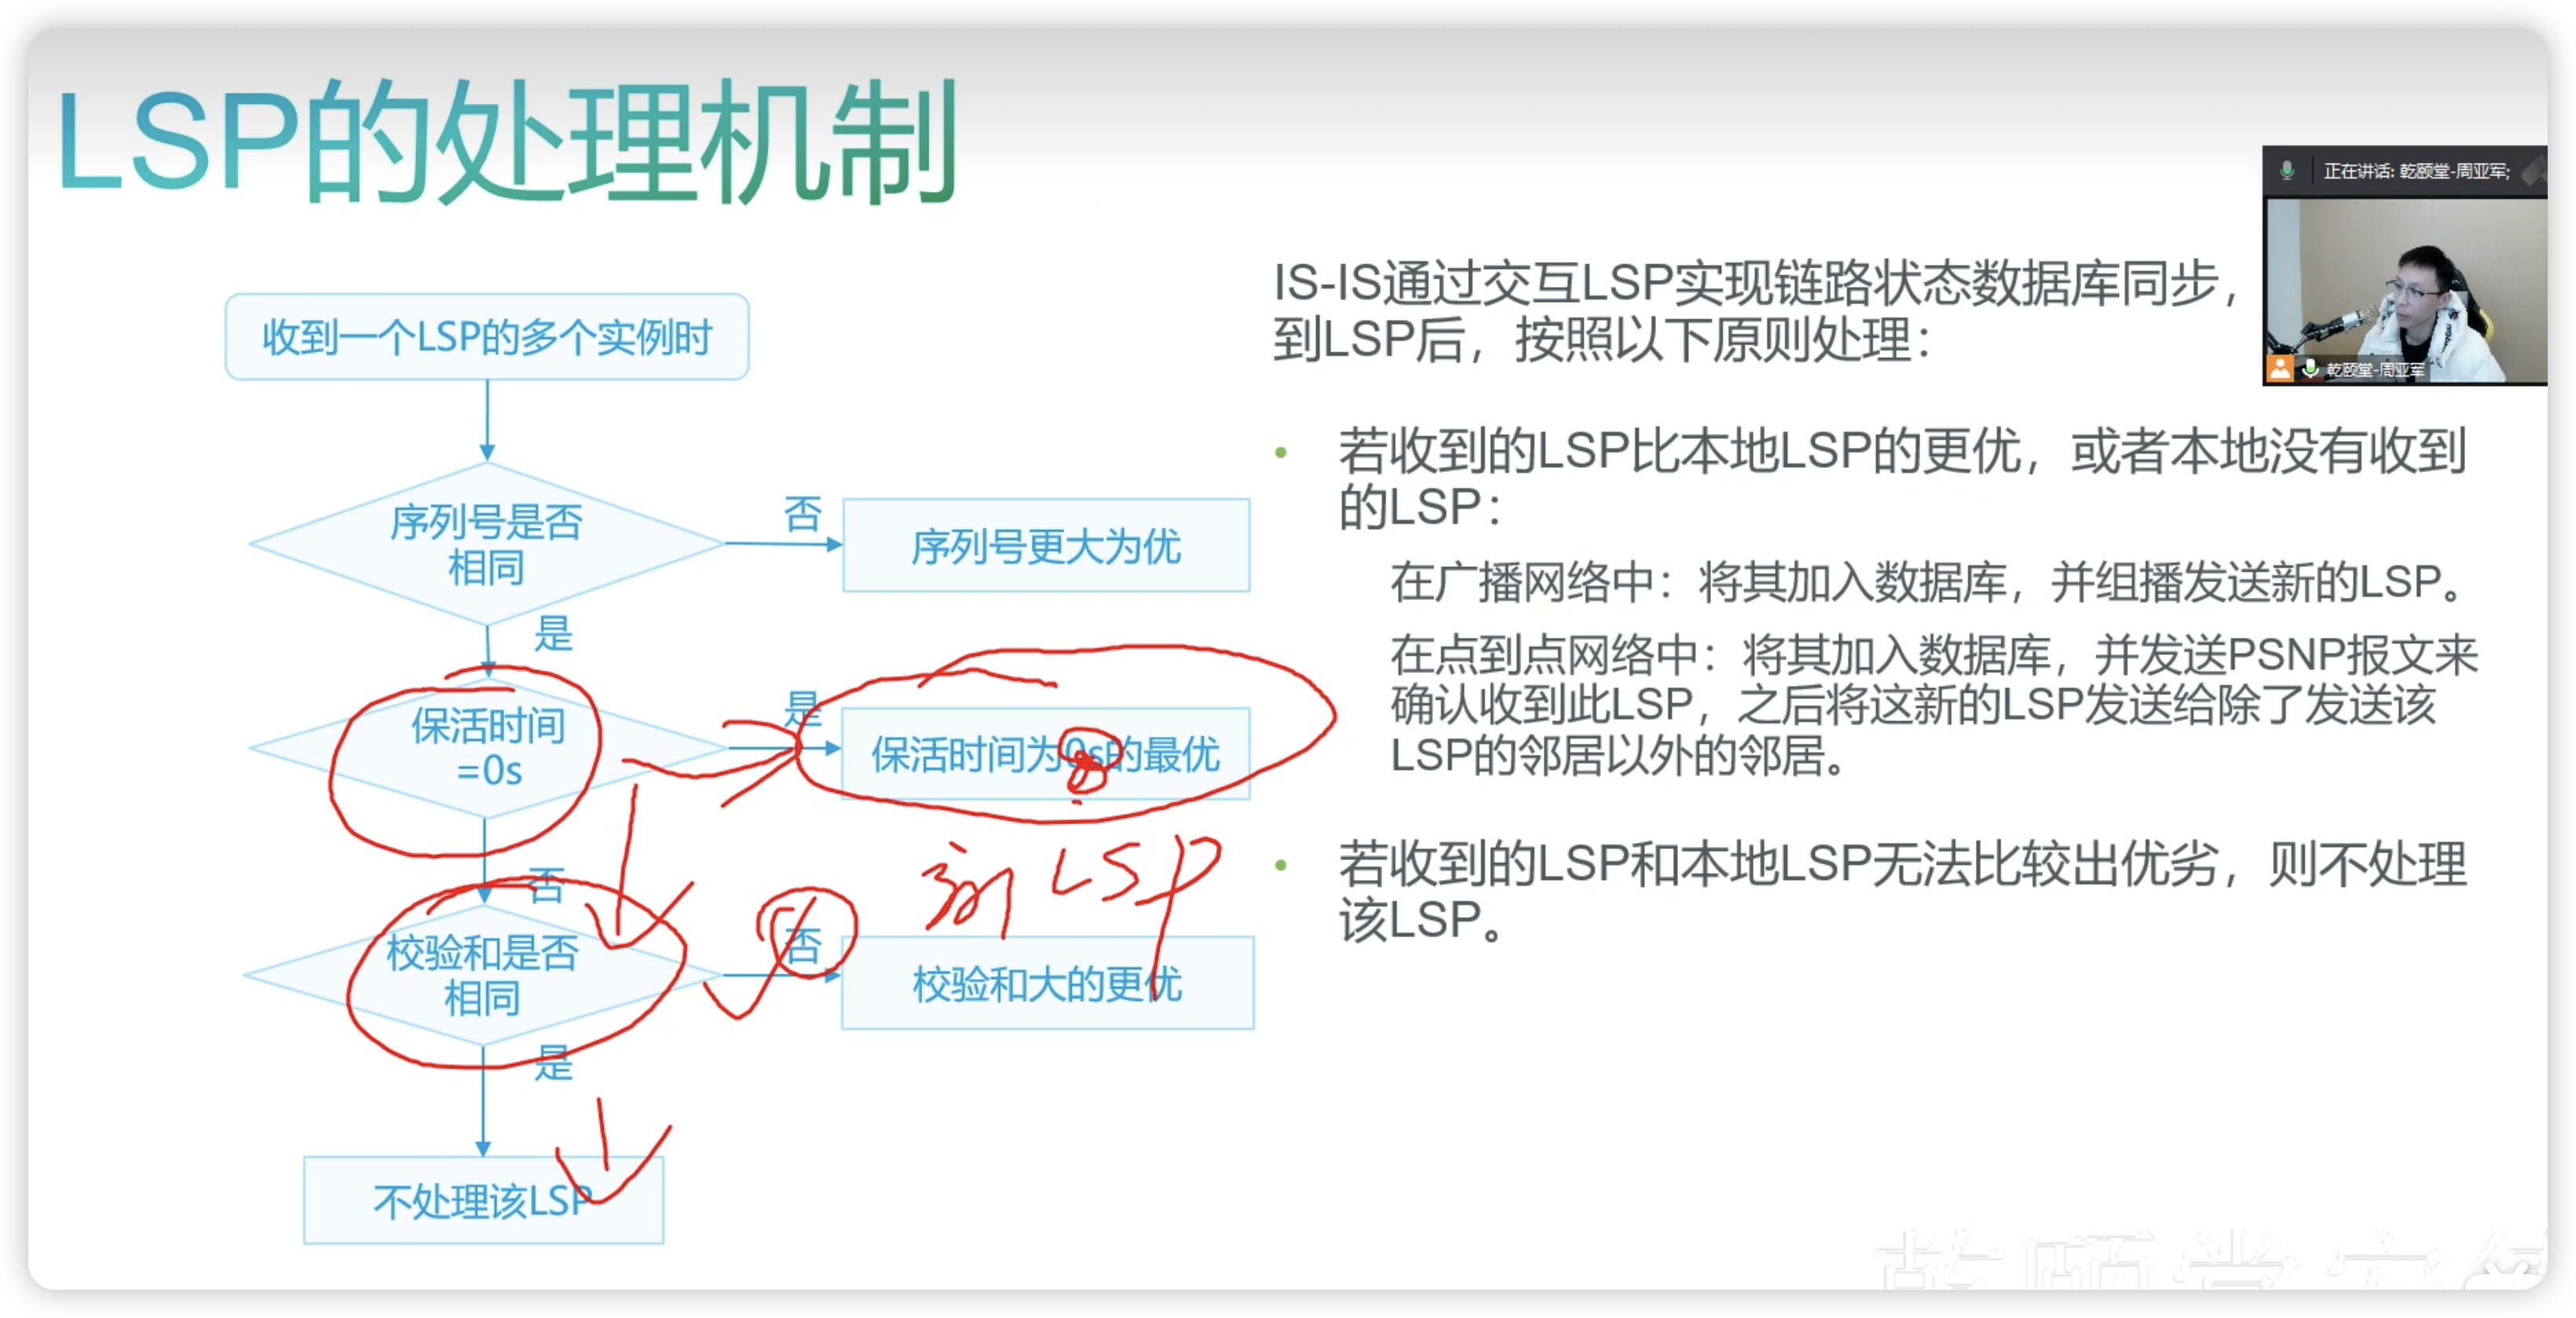 LSP的处理机制
正在讲话: 乾颐堂-周亚军;
乾颐堂-周亚军
收到一个LSP的多个实例时
序列号是否
相同
否
序列号更大为优
是
保活时间
=0s
是
保活时间为0s的最优
否
新LSP
校验和是否
相同
否
校验和大的更优
是
不处理该LSP
IS-IS通过交互LSP实现链路状态数据库同步，
到LSP后，按照以下原则处理：
• 若收到的LSP比本地LSP的更优，或者本地没有收到
的LSP：
在广播网络中：将其加入数据库，并组播发送新的LSP。
在点到点网络中：将其加入数据库，并发送PSNP报文来
确认收到此LSP，之后将这新的LSP发送给除了发送该
LSP的邻居以外的邻居。
• 若收到的LSP和本地LSP无法比较出优劣，则不处理
该LSP。
乾颐堂